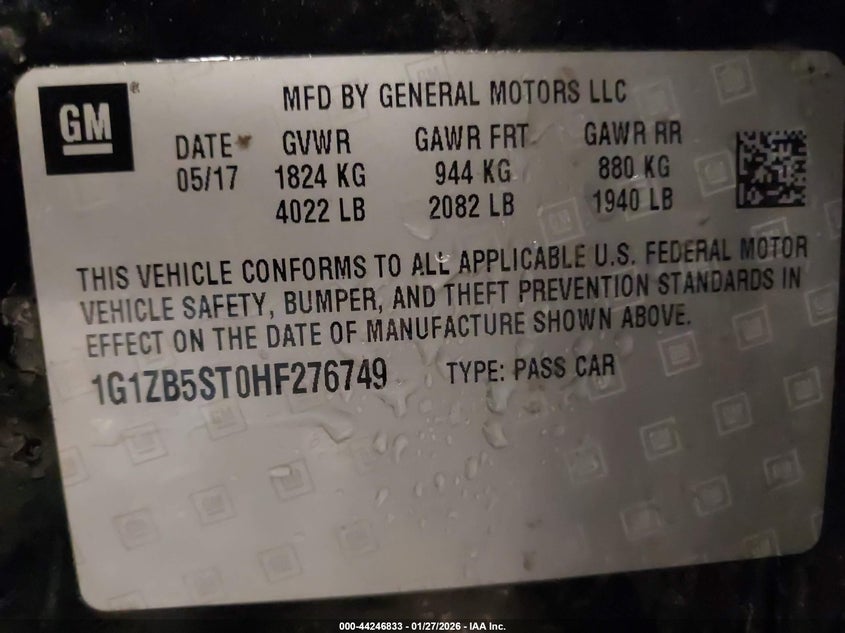 GM
®
MFD BY GENERAL MOTORS LLC
DATE GVWR GAWR FRT GAWR RR
05/17 1824 KG 944 KG 880 KG
4022 LB 2082 LB 1940 LB
THIS VEHICLE CONFORMS TO ALL APPLICABLE U.S. FEDERAL MOTOR
VEHICLE SAFETY, BUMPER, AND THEFT PREVENTION STANDARDS IN
EFFECT ON THE DATE OF MANUFACTURE SHOWN ABOVE.
1G1ZB5ST0HF276749 TYPE: PASS CAR
000-44246833 - 01/27/2026 - IAA Inc.